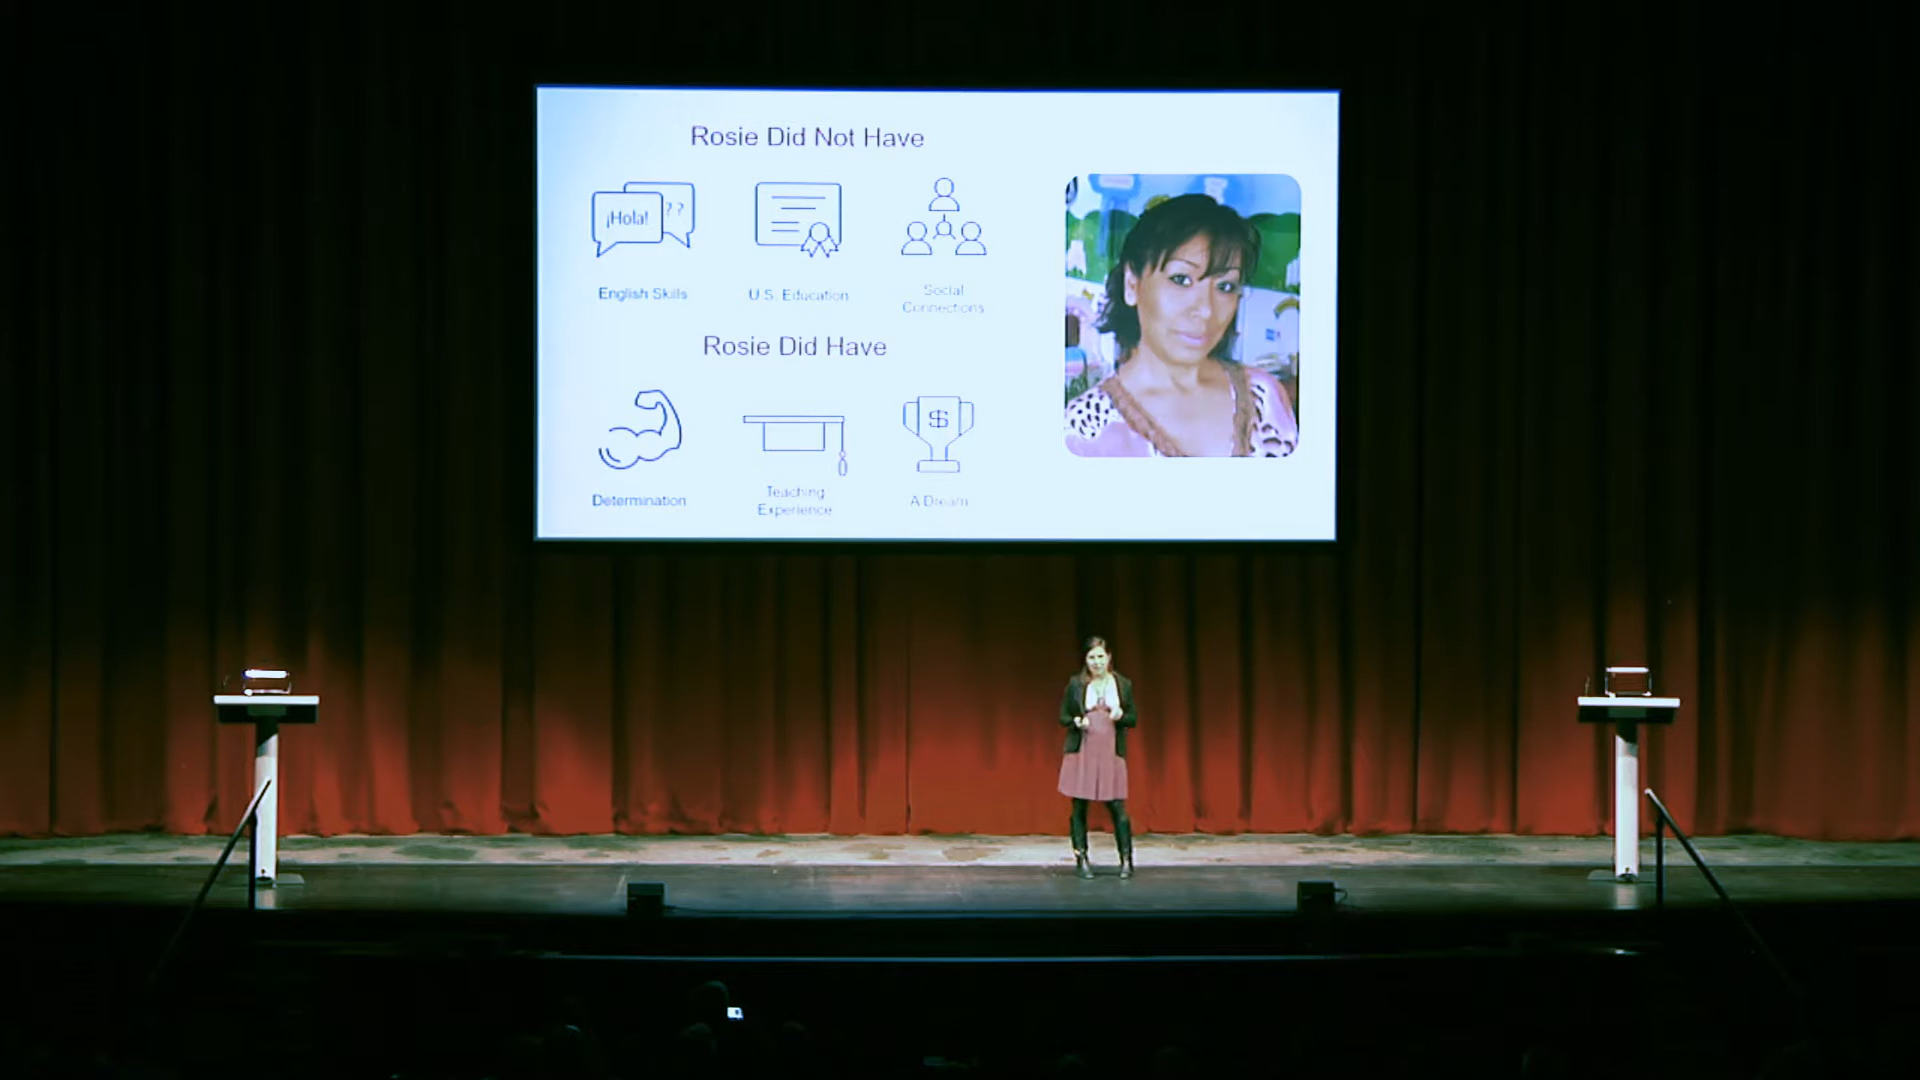 Rosie Did Not Have
¡Hola!
??
English Skills
U.S. Education
Social
Connections
Rosie Did Have
$
Determination
Teaching
Experience
A Dream